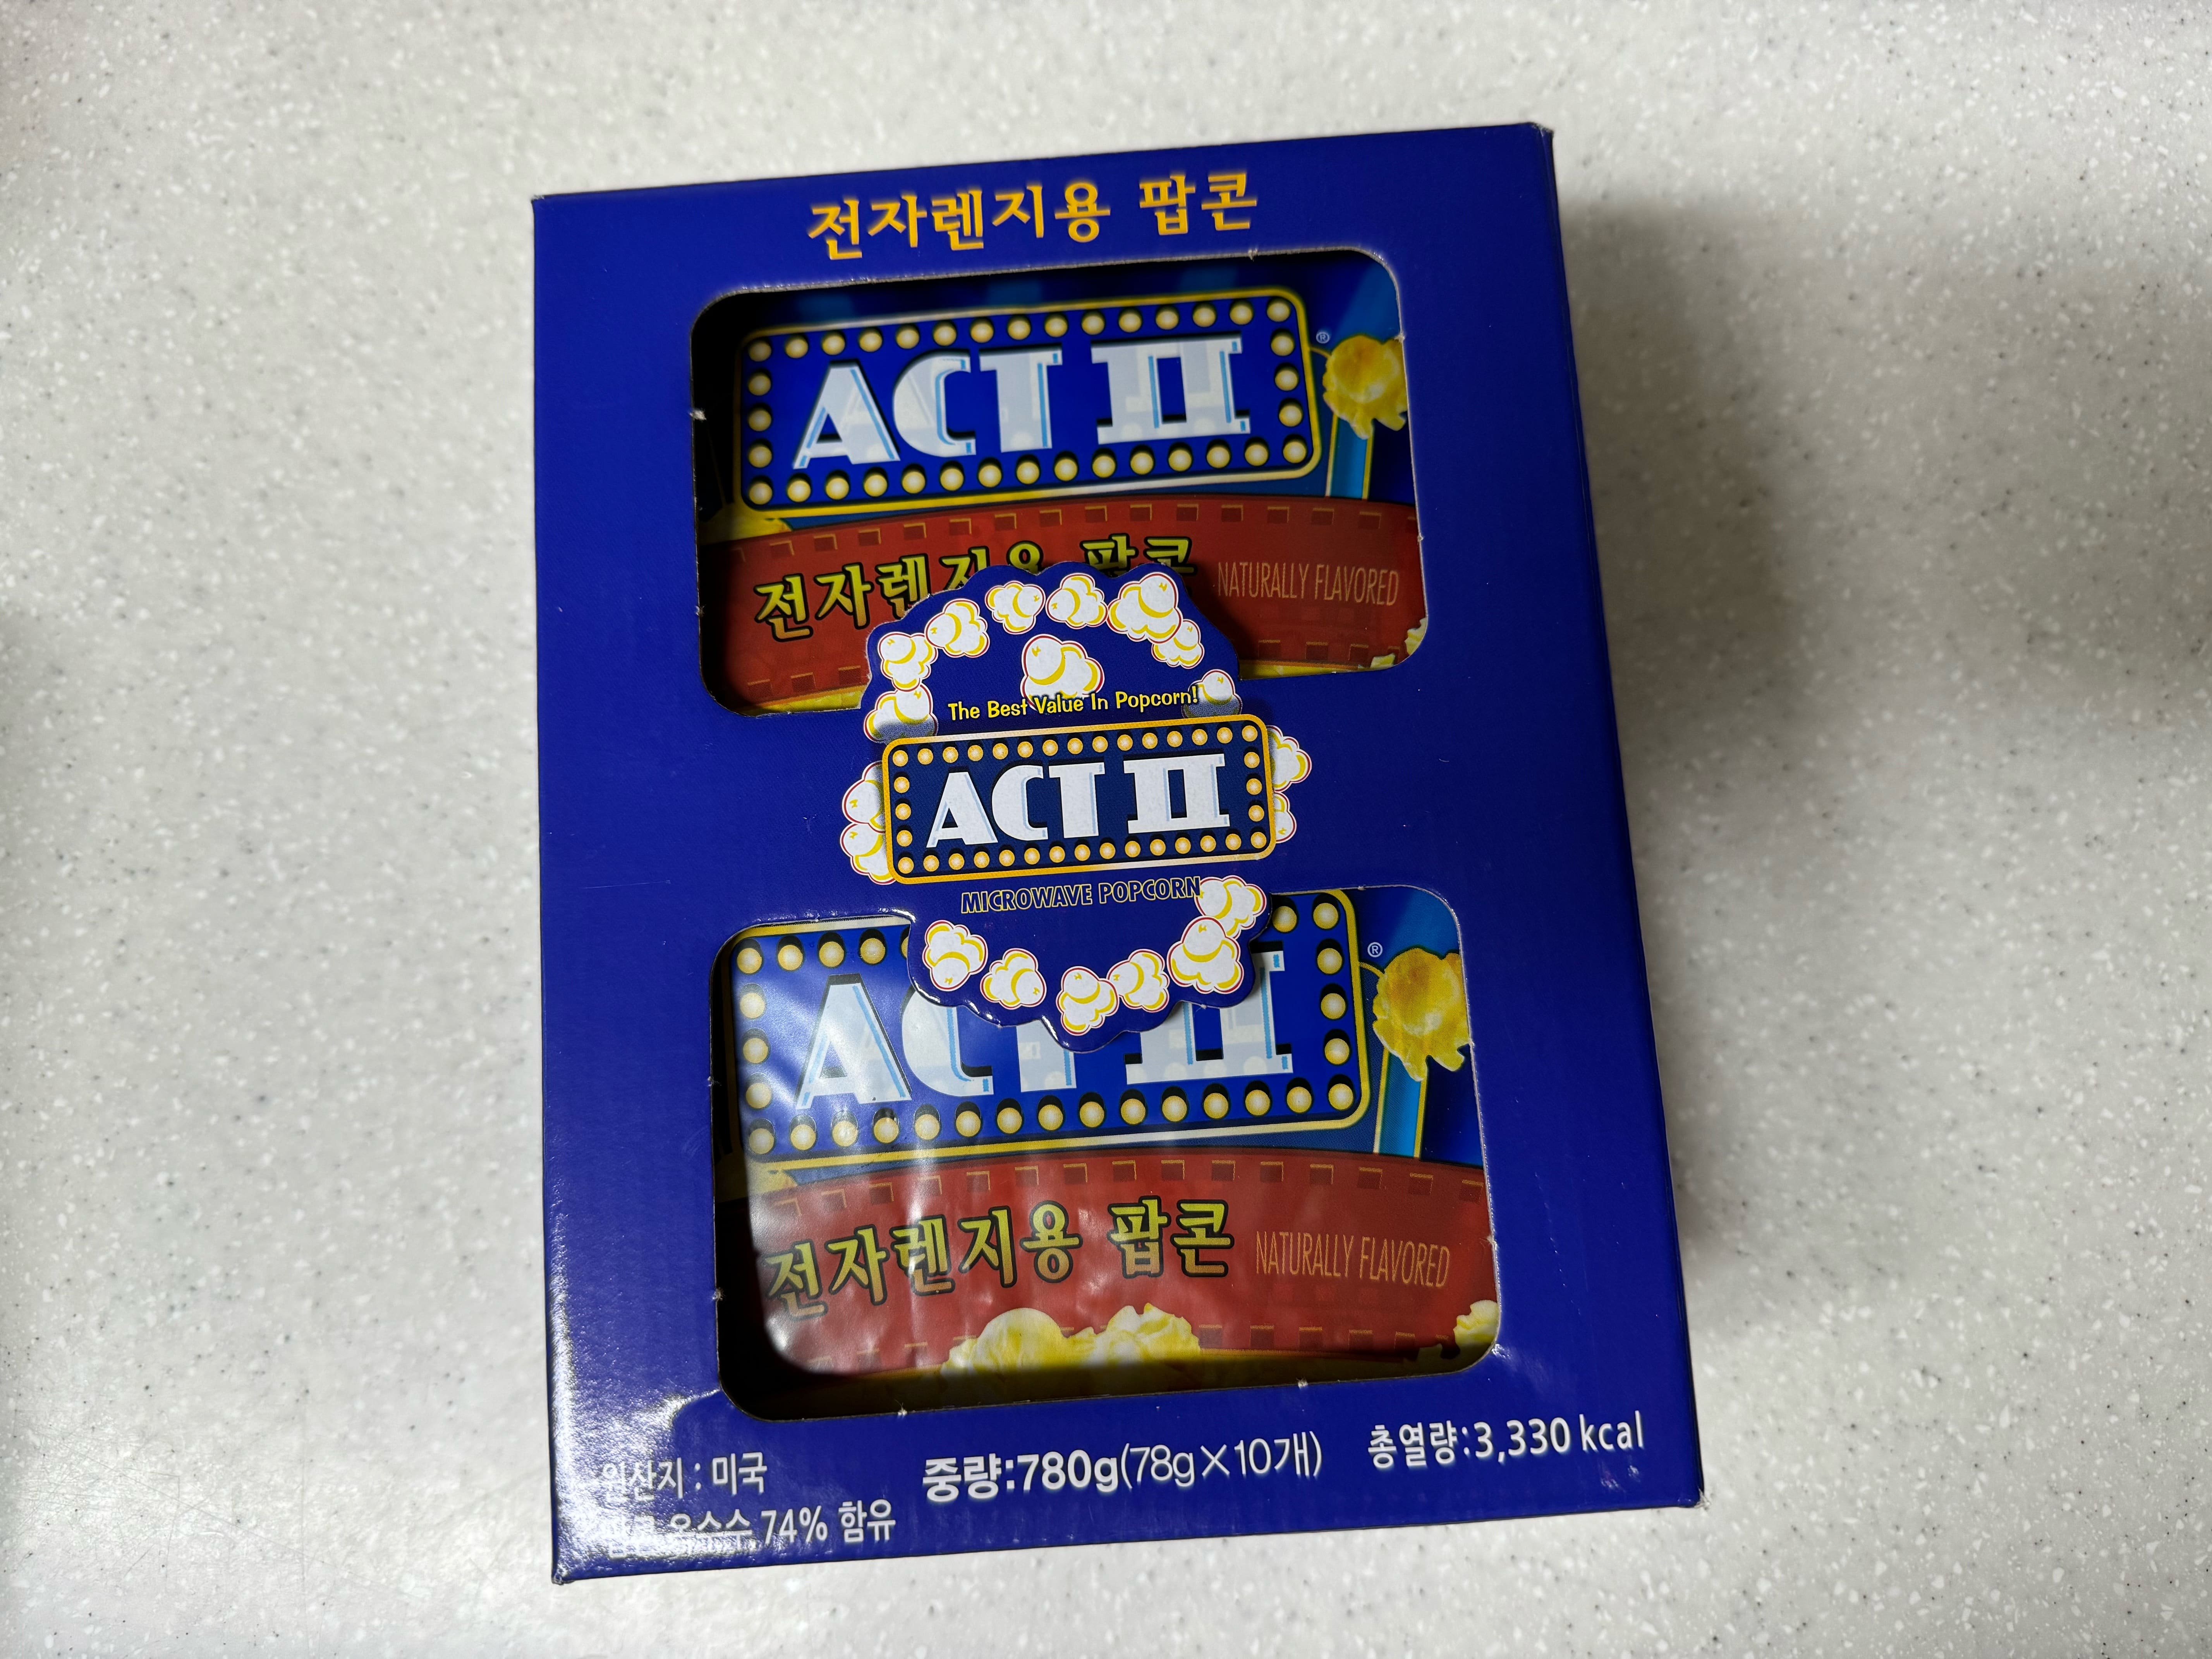 전자렌지용 팝콘
ACT II ®
전자렌지용 팝콘 NATURALLY FLAVORED
The Best Value In Popcorn!
ACT II
MICROWAVE POPCORN
ACT II ®
전자렌지용 팝콘 NATURALLY FLAVORED
원산지 : 미국
중량:780g(78g×10개) 총열량:3,330 kcal
옥수수 74% 함유